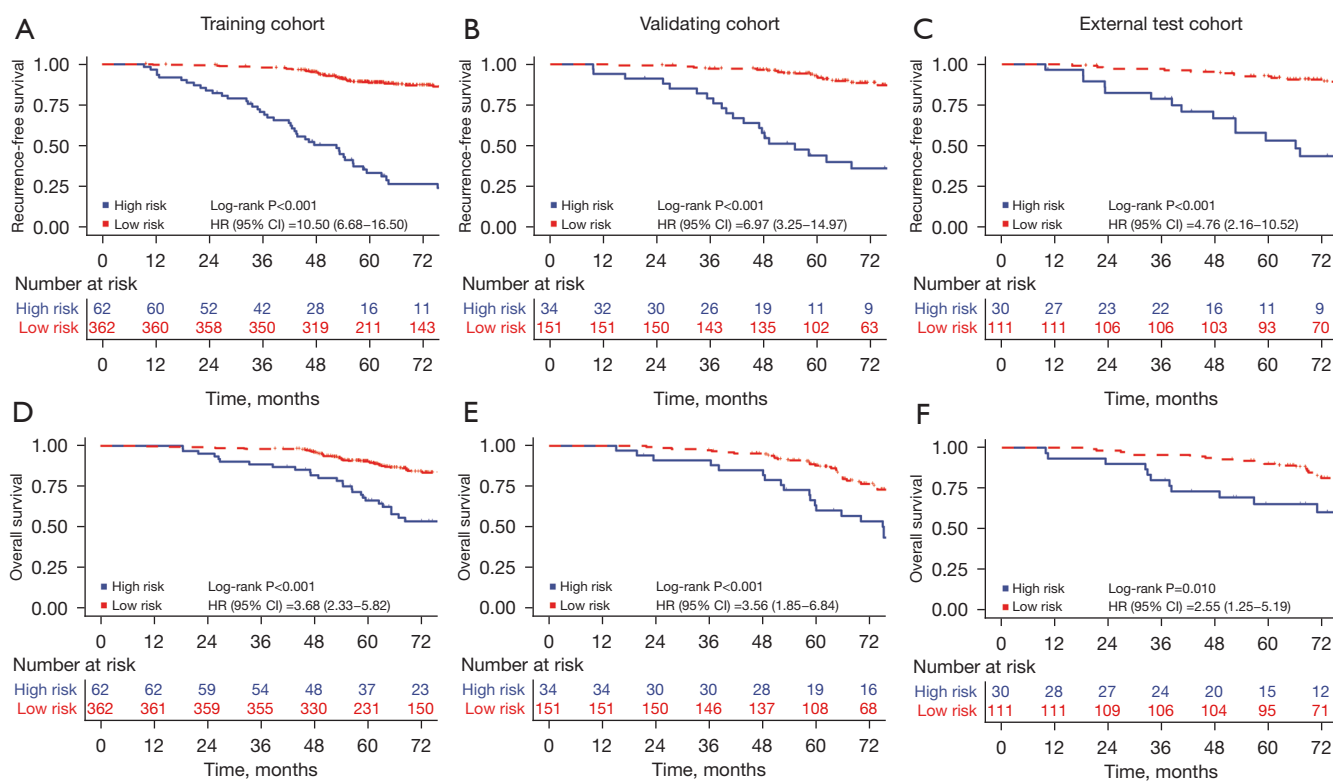 A Training cohort
B Validating cohort
C External test cohort
Recurrence-free survival
1.00
0.75
0.50
0.25
0.00
High risk Log-rank P<0.001
Low risk HR (95% CI) =10.50 (6.68−16.50)
0 12 24 36 48 60 72
Number at risk
High risk 62 60 52 42 28 16 11
Low risk 362 360 358 350 319 211 143
0 12 24 36 48 60 72
Time, months
Recurrence-free survival
1.00
0.75
0.50
0.25
0.00
High risk Log-rank P<0.001
Low risk HR (95% CI) =6.97 (3.25−14.97)
0 12 24 36 48 60 72
Number at risk
High risk 34 32 30 26 19 11 9
Low risk 151 151 150 143 135 102 63
0 12 24 36 48 60 72
Time, months
Recurrence-free survival
1.00
0.75
0.50
0.25
0.00
High risk Log-rank P<0.001
Low risk HR (95% CI) =4.76 (2.16−10.52)
0 12 24 36 48 60 72
Number at risk
High risk 30 27 23 22 16 11 9
Low risk 111 111 106 106 103 93 70
0 12 24 36 48 60 72
Time, months
D
Overall survival
1.00
0.75
0.50
0.25
0.00
High risk Log-rank P<0.001
Low risk HR (95% CI) =3.68 (2.33−5.82)
0 12 24 36 48 60 72
Number at risk
High risk 62 62 59 54 48 37 23
Low risk 362 361 359 355 330 231 150
0 12 24 36 48 60 72
Time, months
E
Overall survival
1.00
0.75
0.50
0.25
0.00
High risk Log-rank P<0.001
Low risk HR (95% CI) =3.56 (1.85−6.84)
0 12 24 36 48 60 72
Number at risk
High risk 34 34 30 30 28 19 16
Low risk 151 151 150 146 137 108 68
0 12 24 36 48 60 72
Time, months
F
Overall survival
1.00
0.75
0.50
0.25
0.00
High risk Log-rank P=0.010
Low risk HR (95% CI) =2.55 (1.25−5.19)
0 12 24 36 48 60 72
Number at risk
High risk 30 28 27 24 20 15 12
Low risk 111 111 109 106 104 95 71
0 12 24 36 48 60 72
Time, months